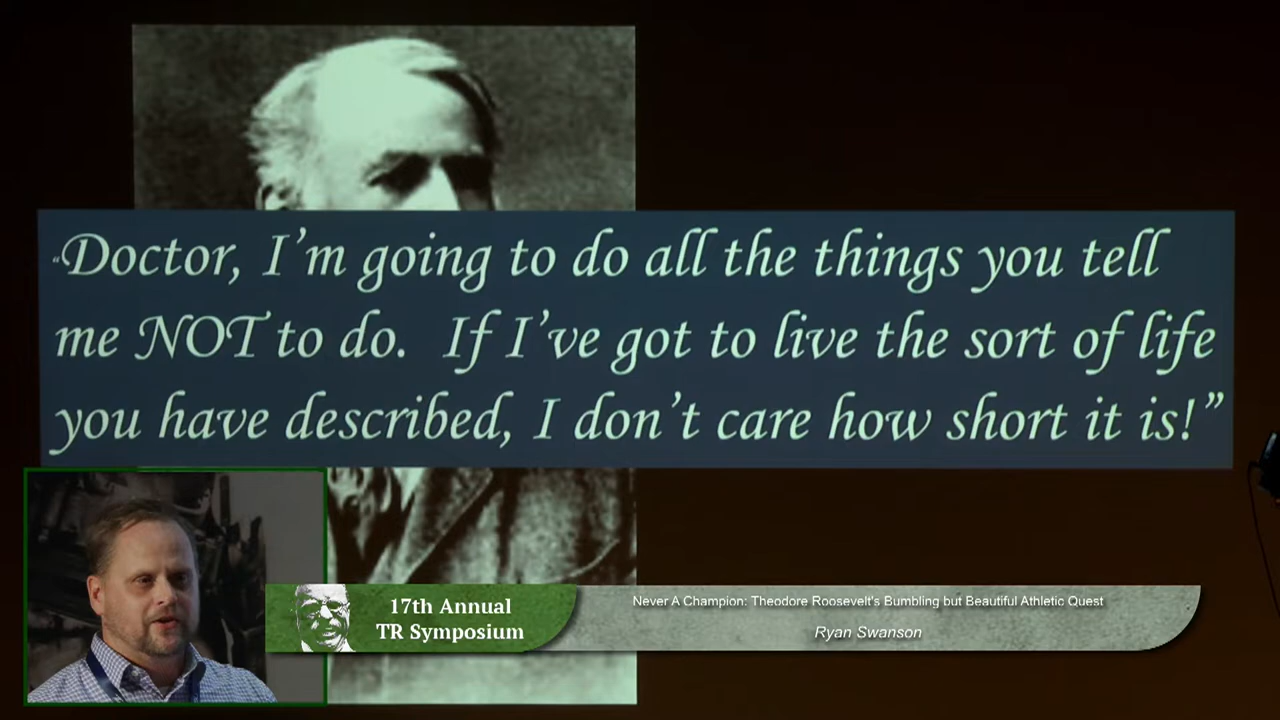 “Doctor, I’m going to do all the things you tell
me NOT to do.  If I’ve got to live the sort of life
you have described, I don’t care how short it is!”
17th Annual
TR Symposium
Never A Champion: Theodore Roosevelt's Bumbling but Beautiful Athletic Quest
Ryan Swanson